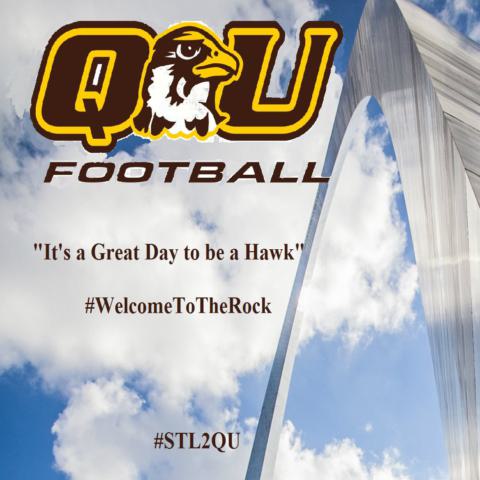 QU
FOOTBALL
"It's a Great Day to be a Hawk"
#WelcomeToTheRock
#STL2QU